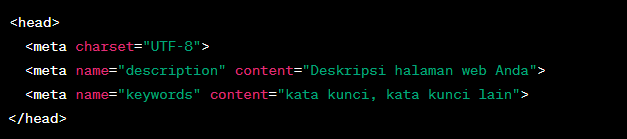 <head>
  <meta charset="UTF-8">
  <meta name="description" content="Deskripsi halaman web Anda">
  <meta name="keywords" content="kata kunci, kata kunci lain">
</head>